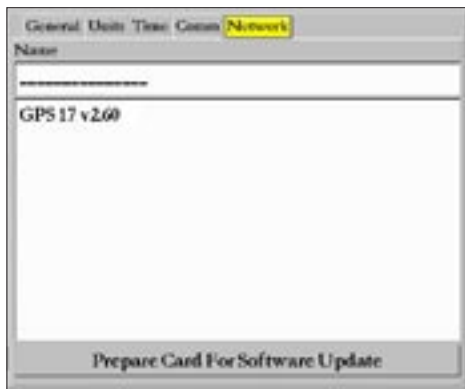 General Units Time Comm Network
Name
---------------
GPS 17 v2.60
Prepare Card For Software Update